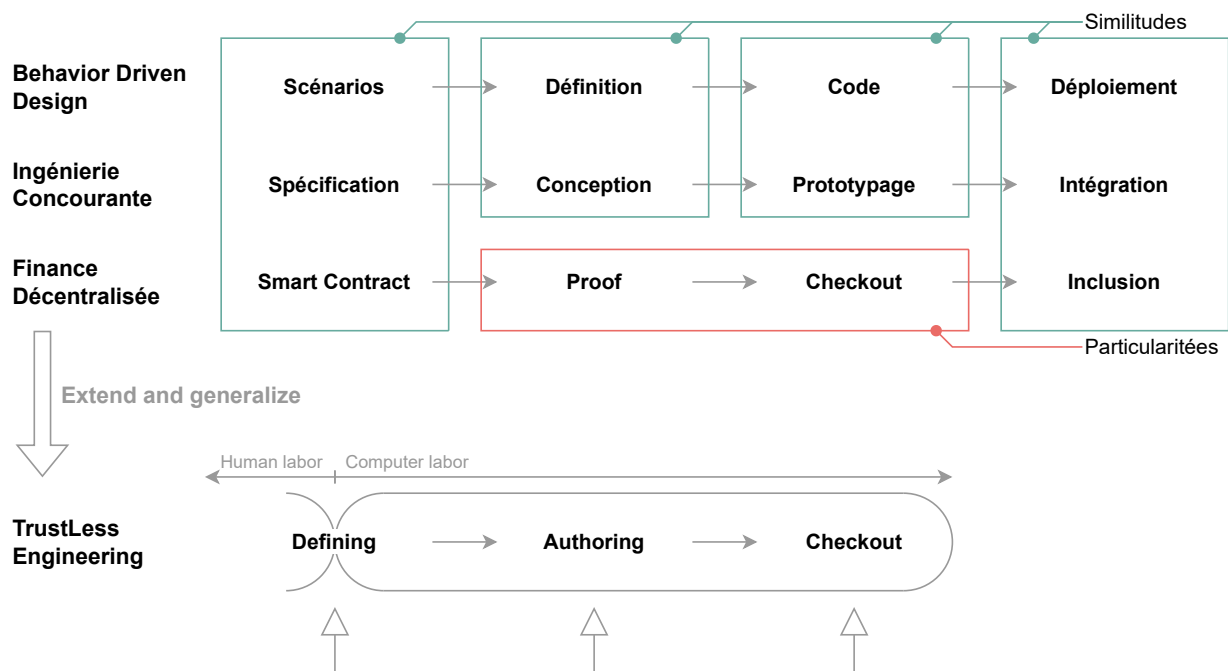 Similitudes
Behavior Driven
Design
Scénarios
Définition
Code
Déploiement
Ingénierie
Concourante
Spécification
Conception
Prototypage
Intégration
Finance
Décentralisée
Smart Contract
Proof
Checkout
Inclusion
Particularitées
Extend and generalize
Human labor
Computer labor
TrustLess
Engineering
Defining
Authoring
Checkout